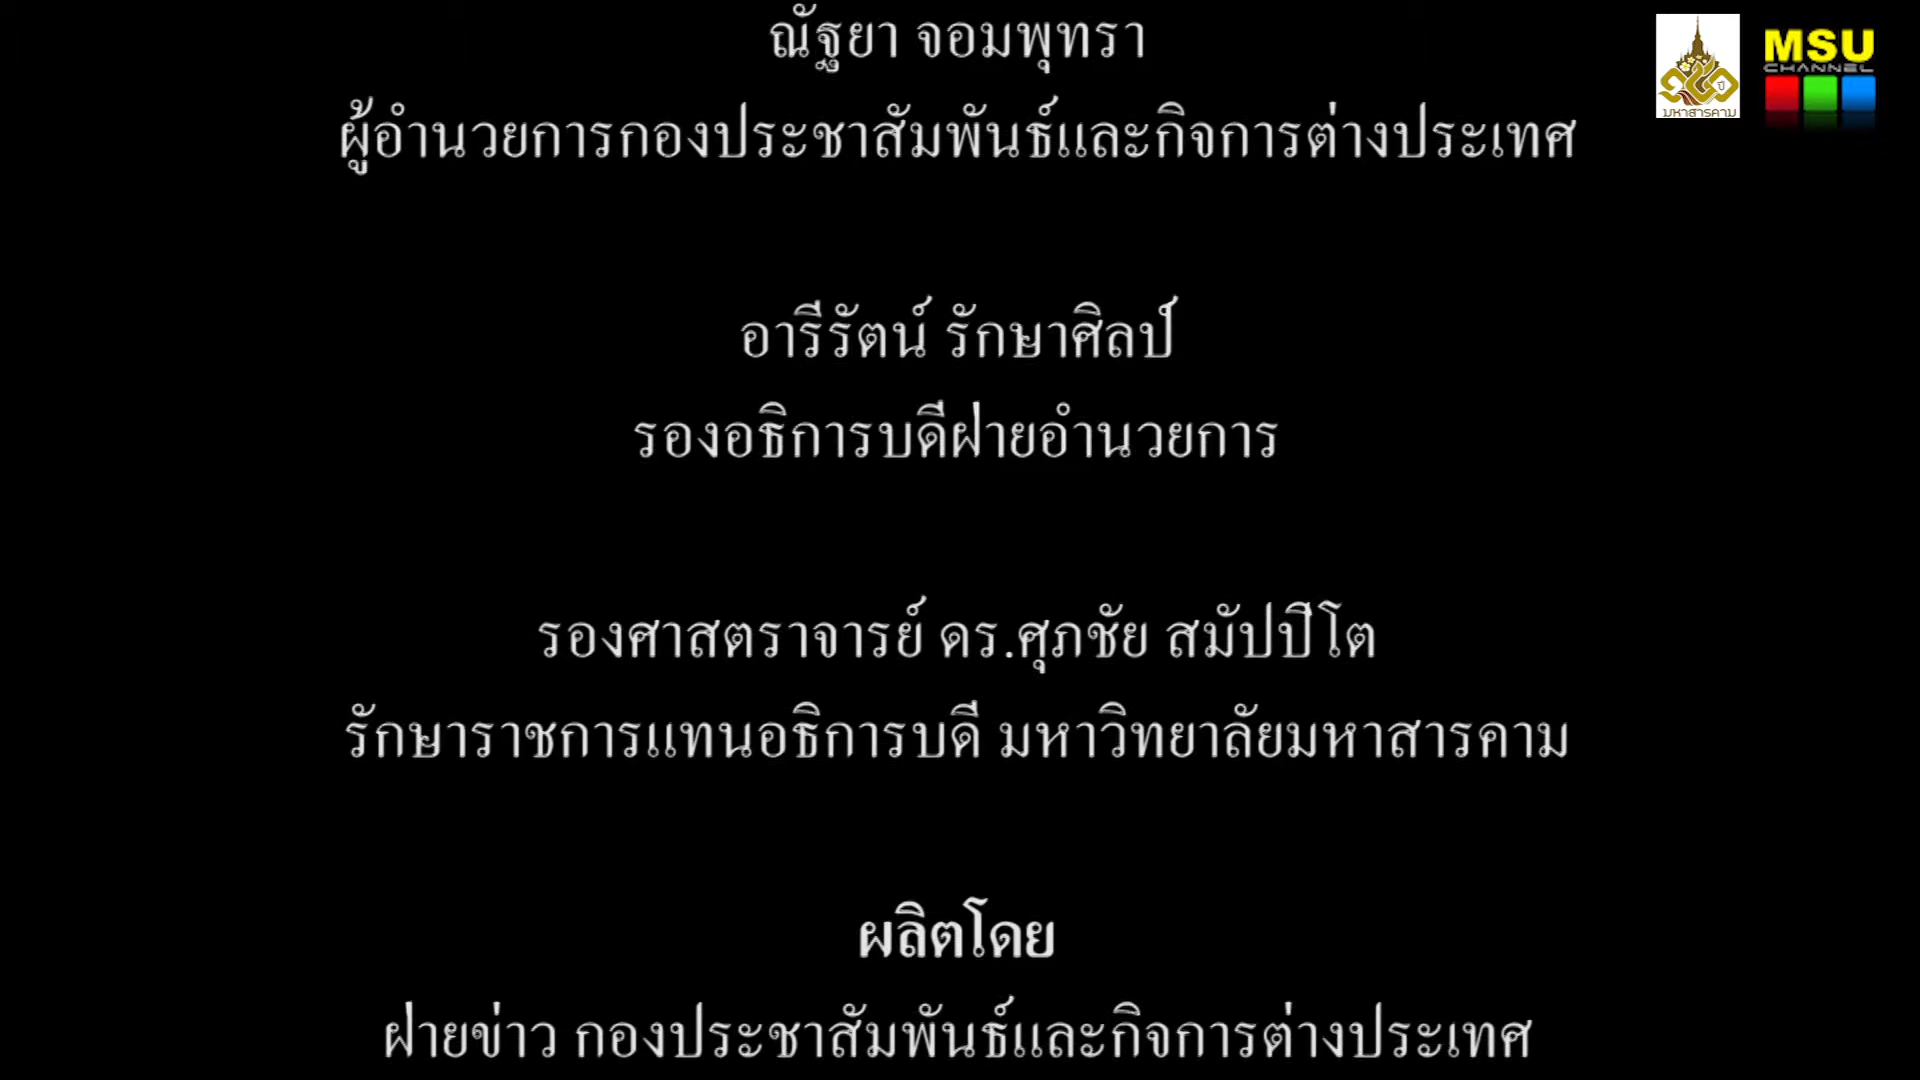 ณัฐยา จอมพุทรา
ผู้อำนวยการกองประชาสัมพันธ์และกิจการต่างประเทศ
อารีรัตน์ รักษาศิลป์
รองอธิการบดีฝ่ายอำนวยการ
รองศาสตราจารย์ ดร.ศุภชัย สมัปปิโต
รักษาราชการแทนอธิการบดี มหาวิทยาลัยมหาสารคาม
ผลิตโดย
ฝ่ายข่าว กองประชาสัมพันธ์และกิจการต่างประเทศ
๑๕๐ ปี
มหาสารคาม
MSU
CHANNEL